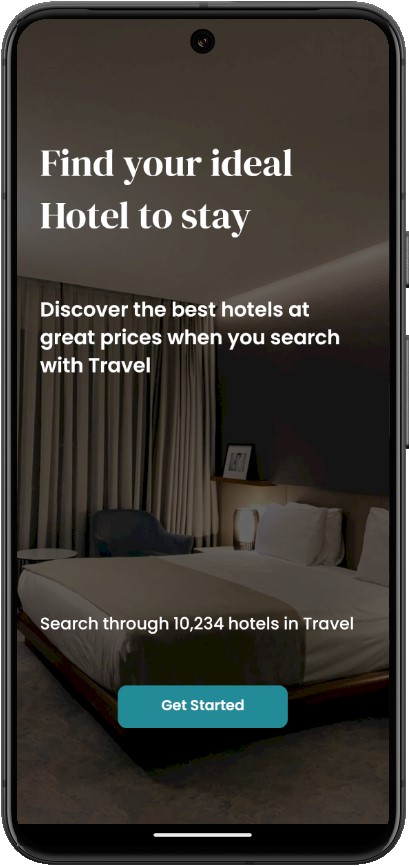 Find your ideal
Hotel to stay
Discover the best hotels at
great prices when you search
with Travel
Search through 10,234 hotels in Travel
Get Started